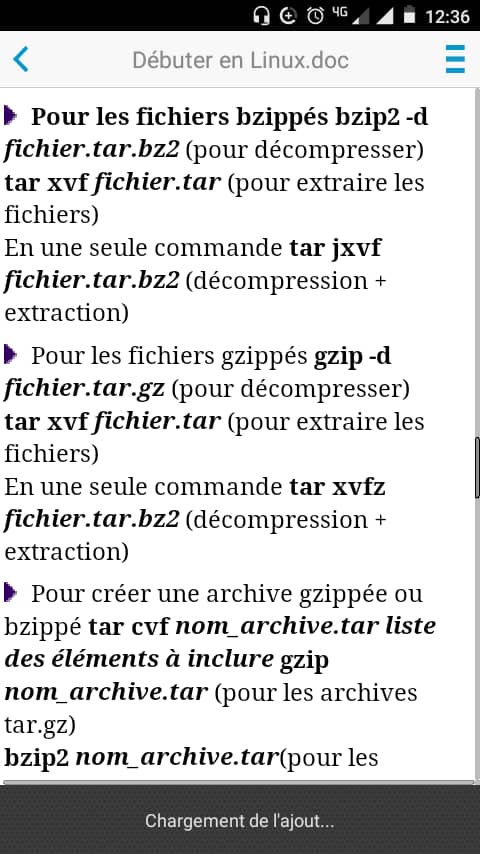 4G 12:36
Débuter en Linux.doc
Pour les fichiers bzippés bzip2 -d
fichier.tar.bz2 (pour décompresser)
tar xvf fichier.tar (pour extraire les
fichiers)
En une seule commande tar jxvf
fichier.tar.bz2 (décompression +
extraction)
Pour les fichiers gzippés gzip -d
fichier.tar.gz (pour décompresser)
tar xvf fichier.tar (pour extraire les
fichiers)
En une seule commande tar xvfz
fichier.tar.bz2 (décompression +
extraction)
Pour créer une archive gzippée ou
bzippé tar cvf nom_archive.tar liste
des éléments à inclure gzip
nom_archive.tar (pour les archives
tar.gz)
bzip2 nom_archive.tar(pour les
Chargement de l'ajout...